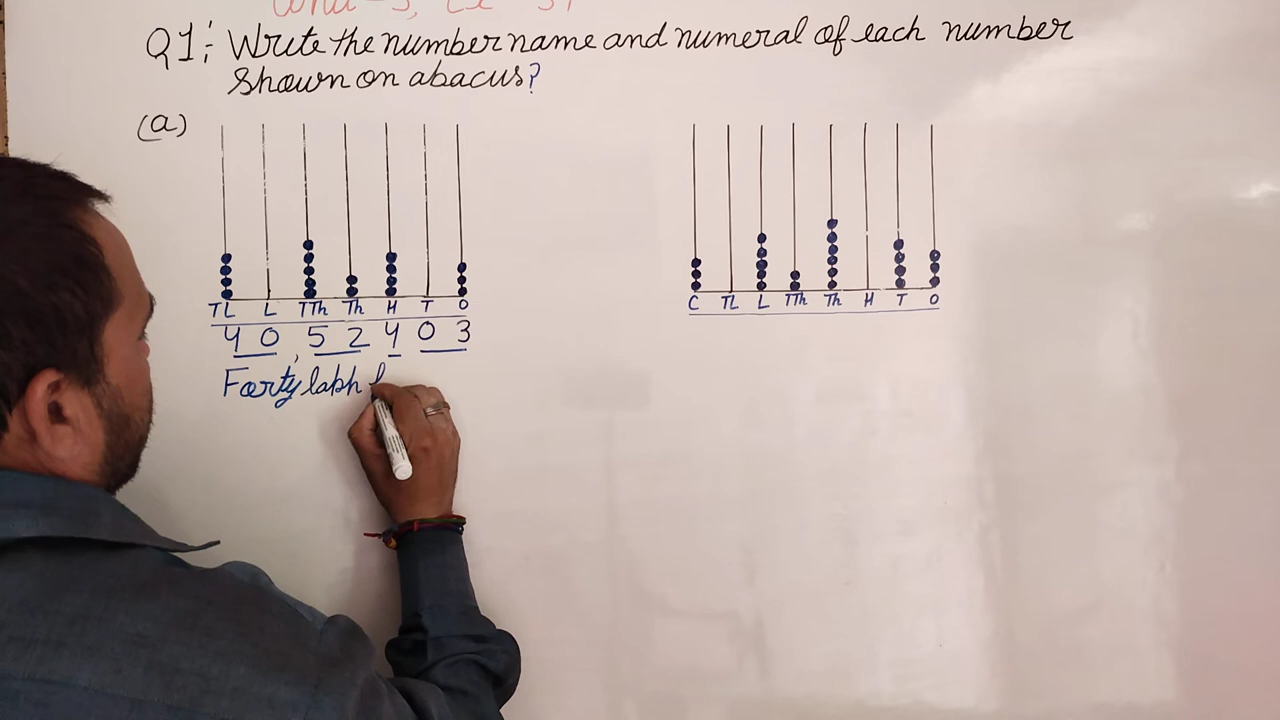 Q1:- Write the number name and numeral of each number
shown on abacus?
(a)
TL L TTh Th H T O
4 0, 5 2 4 0 3
Forty lakh f
C TL L TTh Th H T O